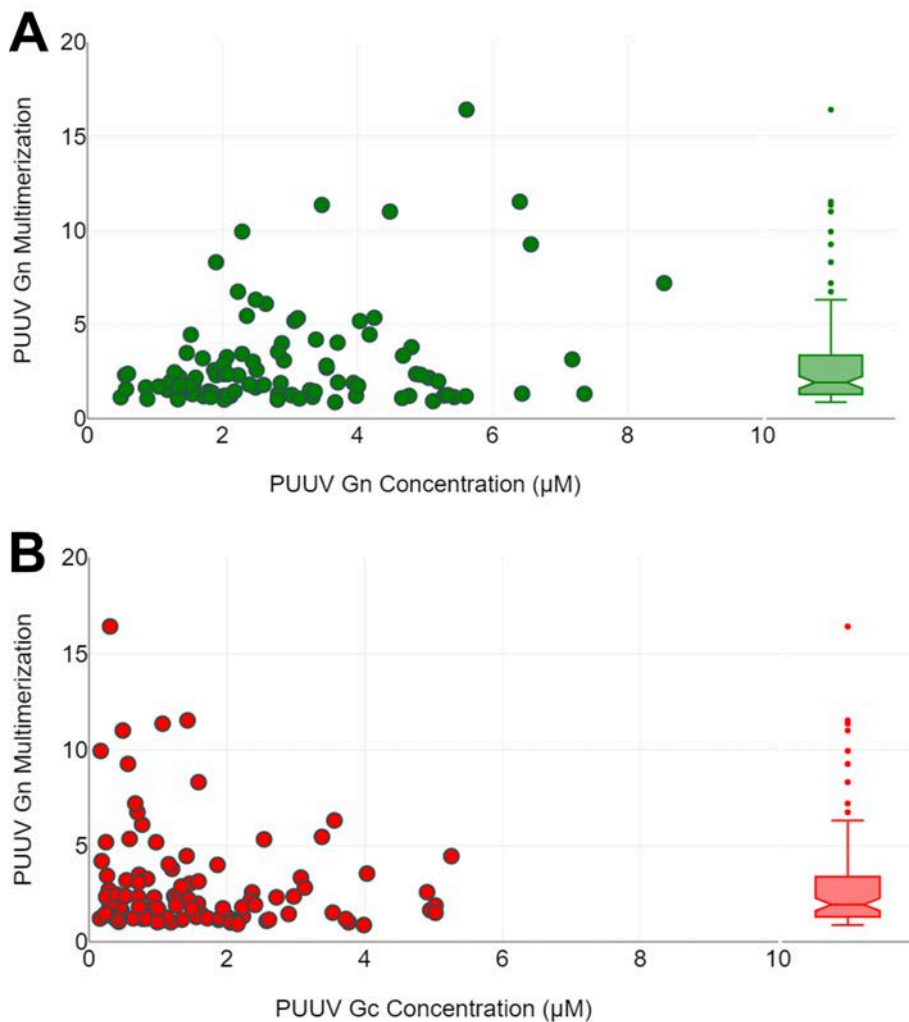 A
20
15
10
5
0
PUUV Gn Multimerization
0 2 4 6 8 10
PUUV Gn Concentration (µM)
B
20
15
10
5
0
PUUV Gn Multimerization
0 2 4 6 8 10
PUUV Gc Concentration (µM)